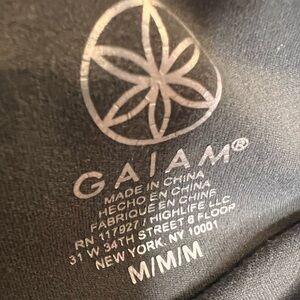 GAIAM®
MADE IN CHINA
HECHO EN CHINA
FABRIQUE EN CHINE
RN 117927 / HIGHLIFE LLC
31 W 34TH STREET 8 FLOOR
NEW YORK, NY 10001
M/M/M